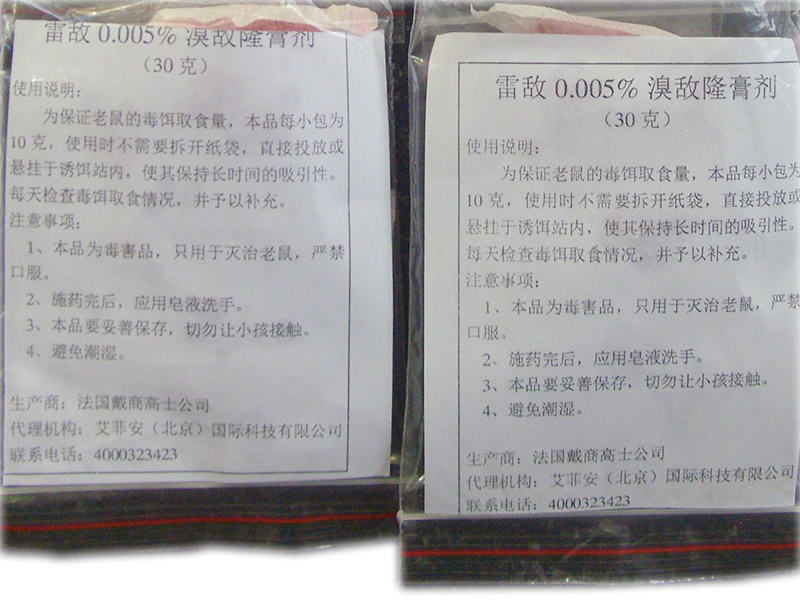 雷敌 0.005% 溴敌隆膏剂
（30 克）
使用说明：
为保证老鼠的毒饵取食量，本品每小包为
10 克，使用时不需要拆开纸袋，直接投放或
悬挂于诱饵站内，使其保持长时间的吸引性。
每天检查毒饵取食情况，并予以补充。
注意事项：
1、本品为毒害品，只用于灭治老鼠，严禁
口服。
2、施药完后，应用皂液洗手。
3、本品要妥善保存，切勿让小孩接触。
4、避免潮湿。
生产商：法国戴商高士公司
代理机构：艾菲安（北京）国际科技有限公司
联系电话：4000323423
雷敌 0.005% 溴敌隆膏剂
（30 克）
使用说明：
为保证老鼠的毒饵取食量，本品每小包为
10 克，使用时不需要拆开纸袋，直接投放或
悬挂于诱饵站内，使其保持长时间的吸引性。
每天检查毒饵取食情况，并予以补充。
注意事项：
1、本品为毒害品，只用于灭治老鼠，严禁
口服。
2、施药完后，应用皂液洗手。
3、本品要妥善保存，切勿让小孩接触。
4、避免潮湿。
生产商：法国戴商高士公司
代理机构：艾菲安（北京）国际科技有限公司
联系电话：4000323423